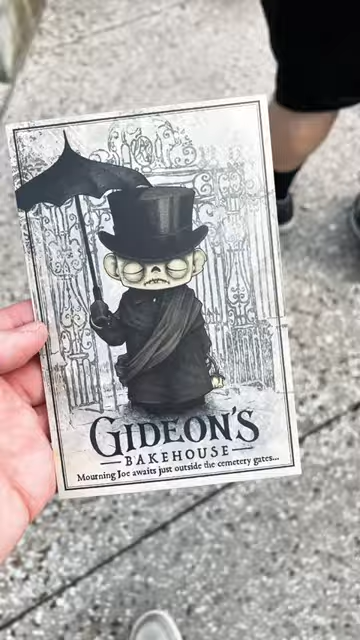 GIDEON'S
BAKEHOUSE
Mourning Joe awaits just outside the cemetery gates...